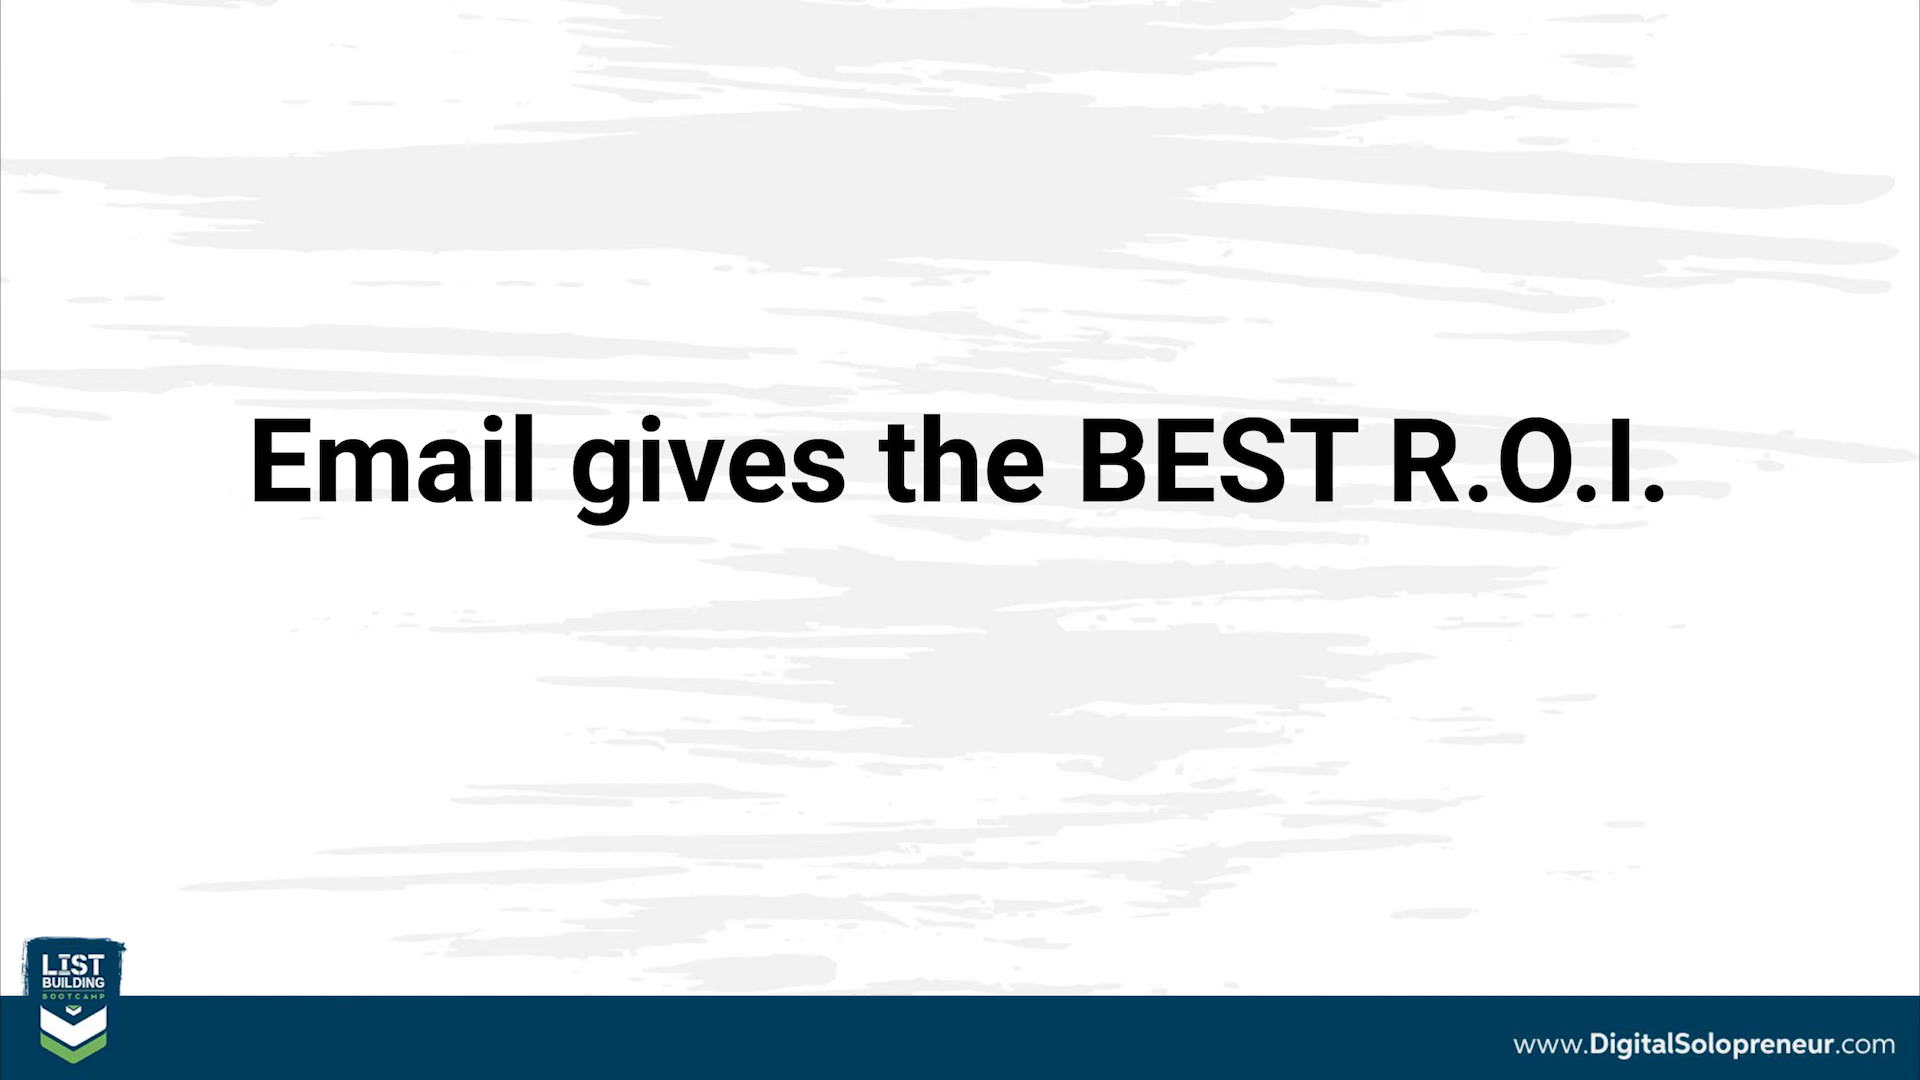 Email gives the BEST R.O.I.
LIST
BUILDING
BOOTCAMP
www.DigitalSolopreneur.com